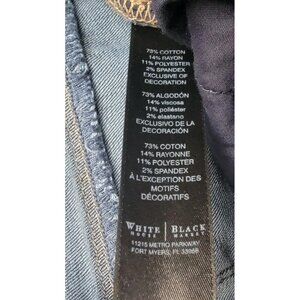 73% COTTON
14% RAYON
11% POLYESTER
2% SPANDEX
EXCLUSIVE OF
DECORATION
73% ALGODÓN
14% viscosa
11% poliéster
2% elastano
EXCLUSIVO DE LA
DECORACIÓN
73% COTON
14% RAYONNE
11% POLYESTER
2% SPANDEX
À L'EXCEPTION DES
MOTIFS
DÉCORATIFS
WHITE | BLACK
HOUSE | MARKET
11215 METRO PARKWAY
FORT MYERS, FL 33966